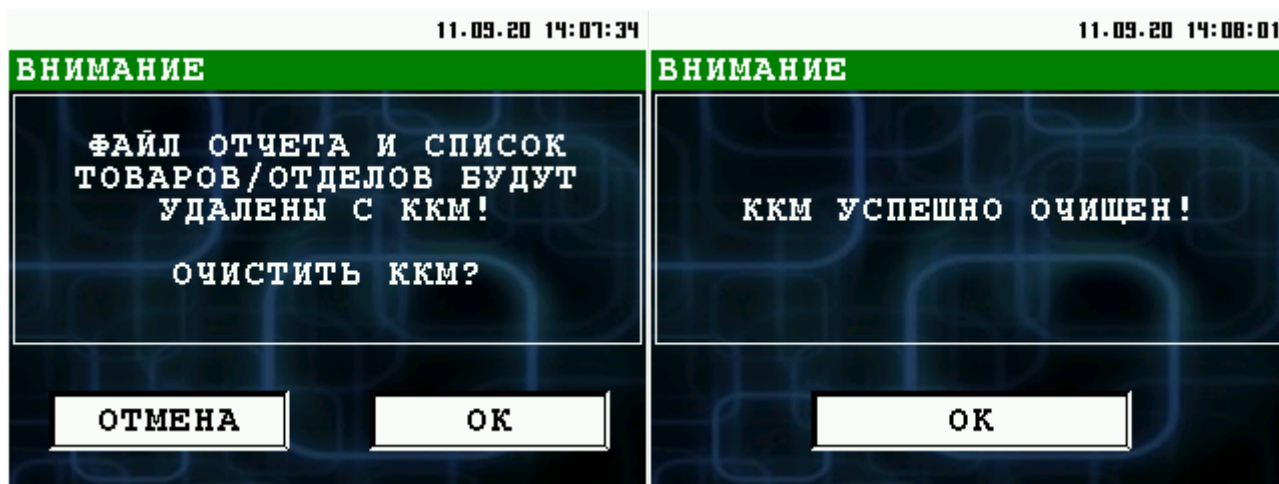 11.09.20 14:07:34
ВНИМАНИЕ
ФАЙЛ ОТЧЕТА И СПИСОК
ТОВАРОВ/ОТДЕЛОВ БУДУТ
УДАЛЕНЫ С ККМ!
ОЧИСТИТЬ ККМ?
ОТМЕНА
ОК
11.09.20 14:08:01
ВНИМАНИЕ
ККМ УСПЕШНО ОЧИЩЕН!
ОК